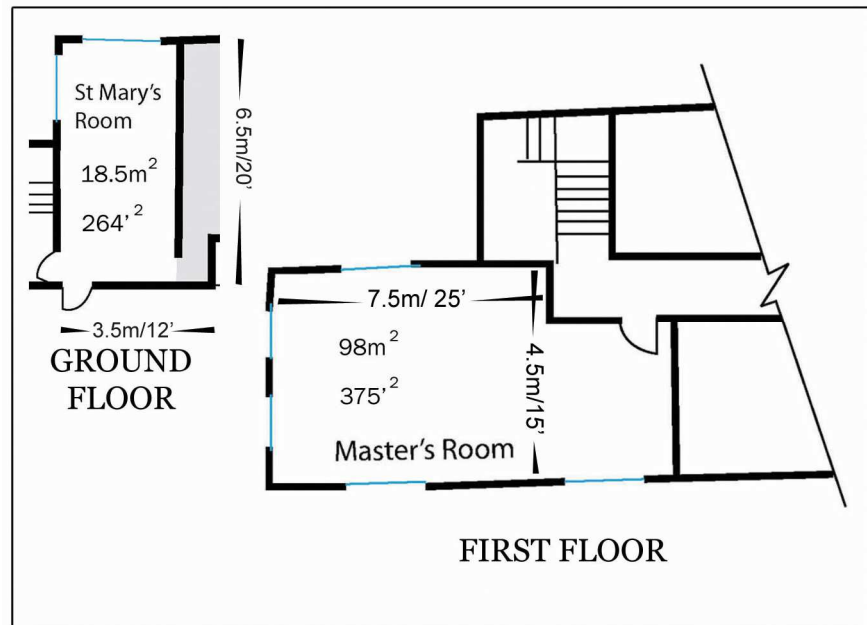 St Mary's
Room
18.5m²
264'²
6.5m/20'
3.5m/12'
GROUND
FLOOR
7.5m/ 25'
98m²
375'²
4.5m/15'
Master's Room
FIRST FLOOR